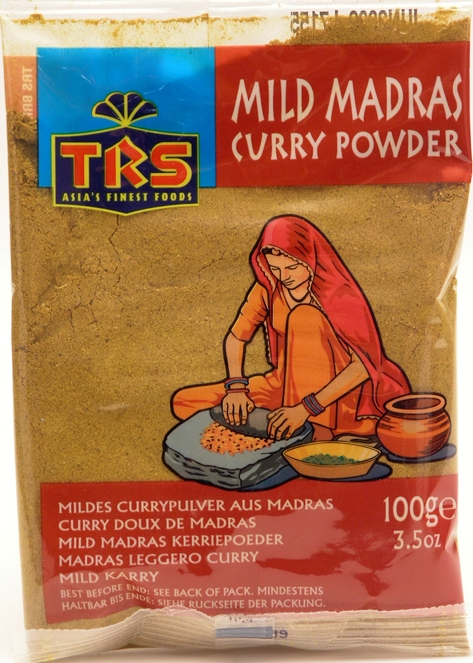 MILD MADRAS
CURRY POWDER
TRS
ASIA'S FINEST FOODS
MILDES CURRYPULVER AUS MADRAS
CURRY DOUX DE MADRAS
MILD MADRAS KERRIEPOEDER
MADRAS LEGGERO CURRY
MILD KARRY
100g℮
3.5oz
BEST BEFORE END: SEE BACK OF PACK. MINDESTENS
HALTBAR BIS ENDE: SIEHE RUCKSEITE DER PACKUNG.